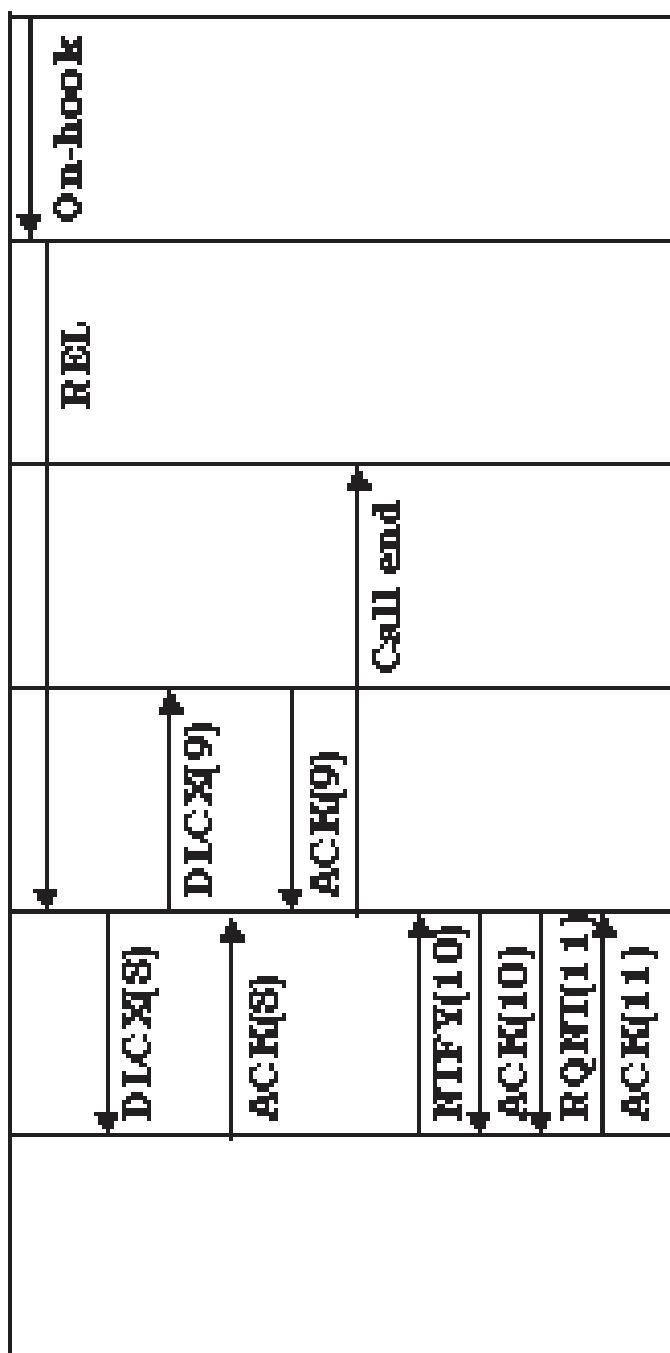 On-hook
REL
DLCX(8)
DLCX(9)
ACK(8)
ACK(9)
Call end
NTFY(10)
ACK(10)
RQNT(11)
ACK(11)